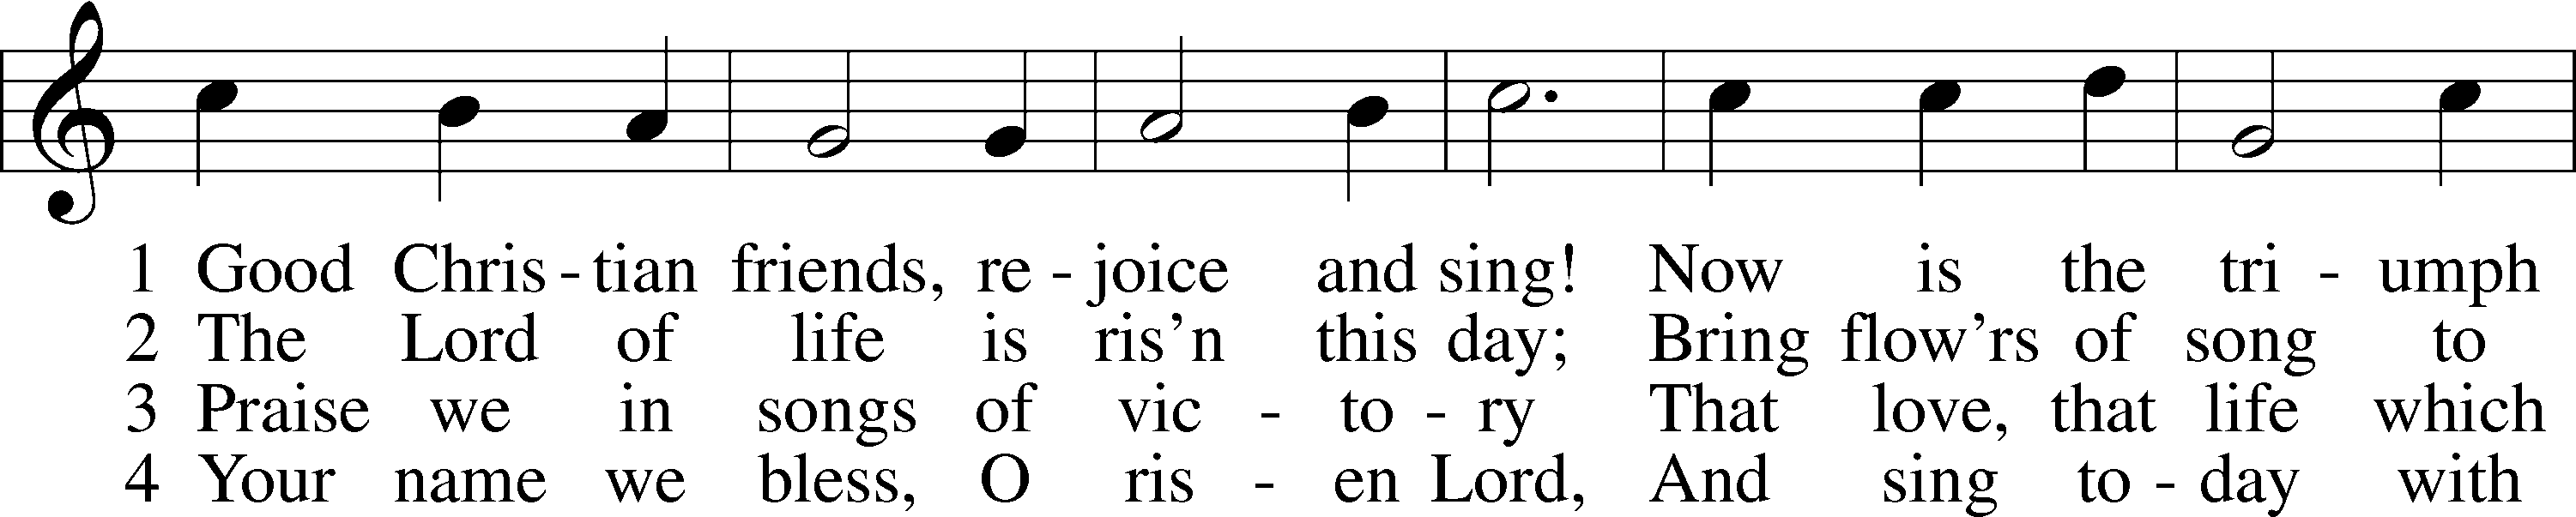 1 Good Chris - tian friends, re - joice and sing! Now is the tri - umph
2 The Lord of life is ris'n this day; Bring flow'rs of song to
3 Praise we in songs of vic - to - ry That love, that life which
4 Your name we bless, O ris - en Lord, And sing to - day with